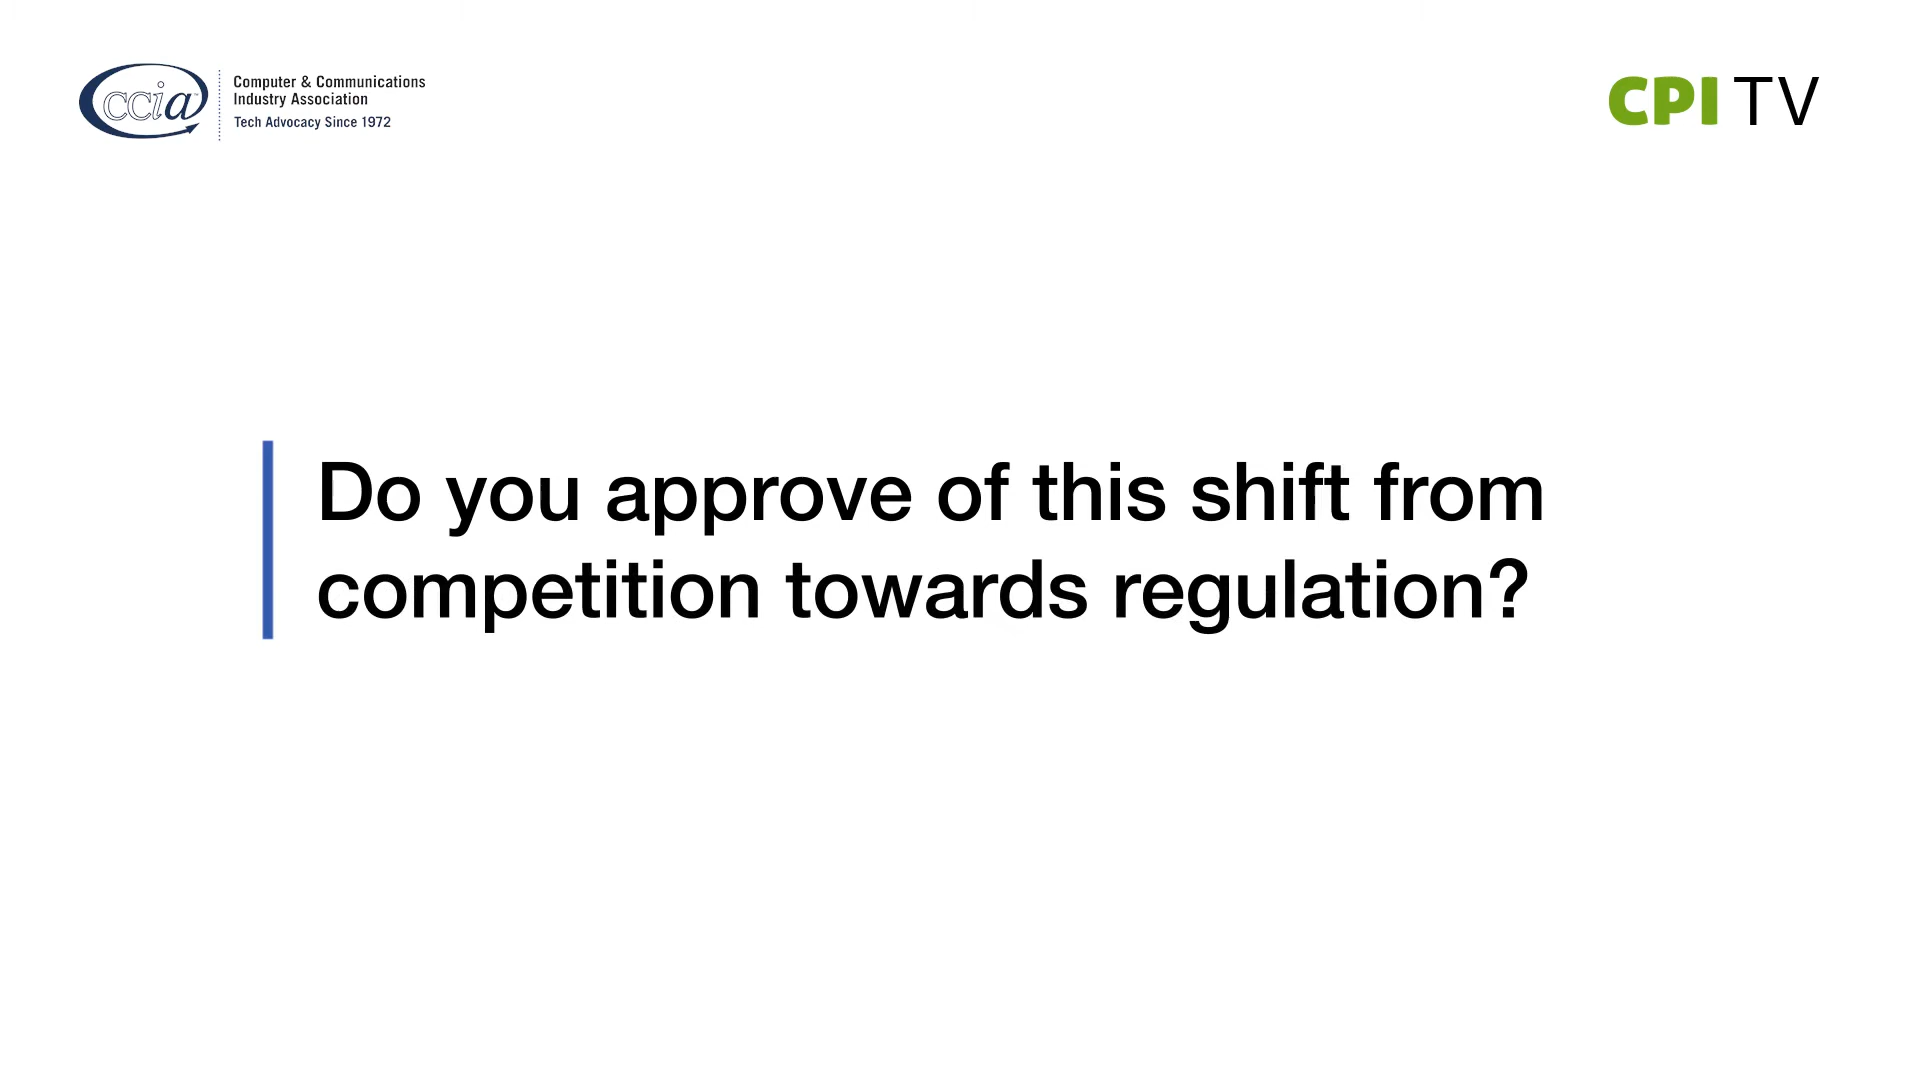 ccia
Computer & Communications
Industry Association
Tech Advocacy Since 1972
CPI TV
Do you approve of this shift from
competition towards regulation?